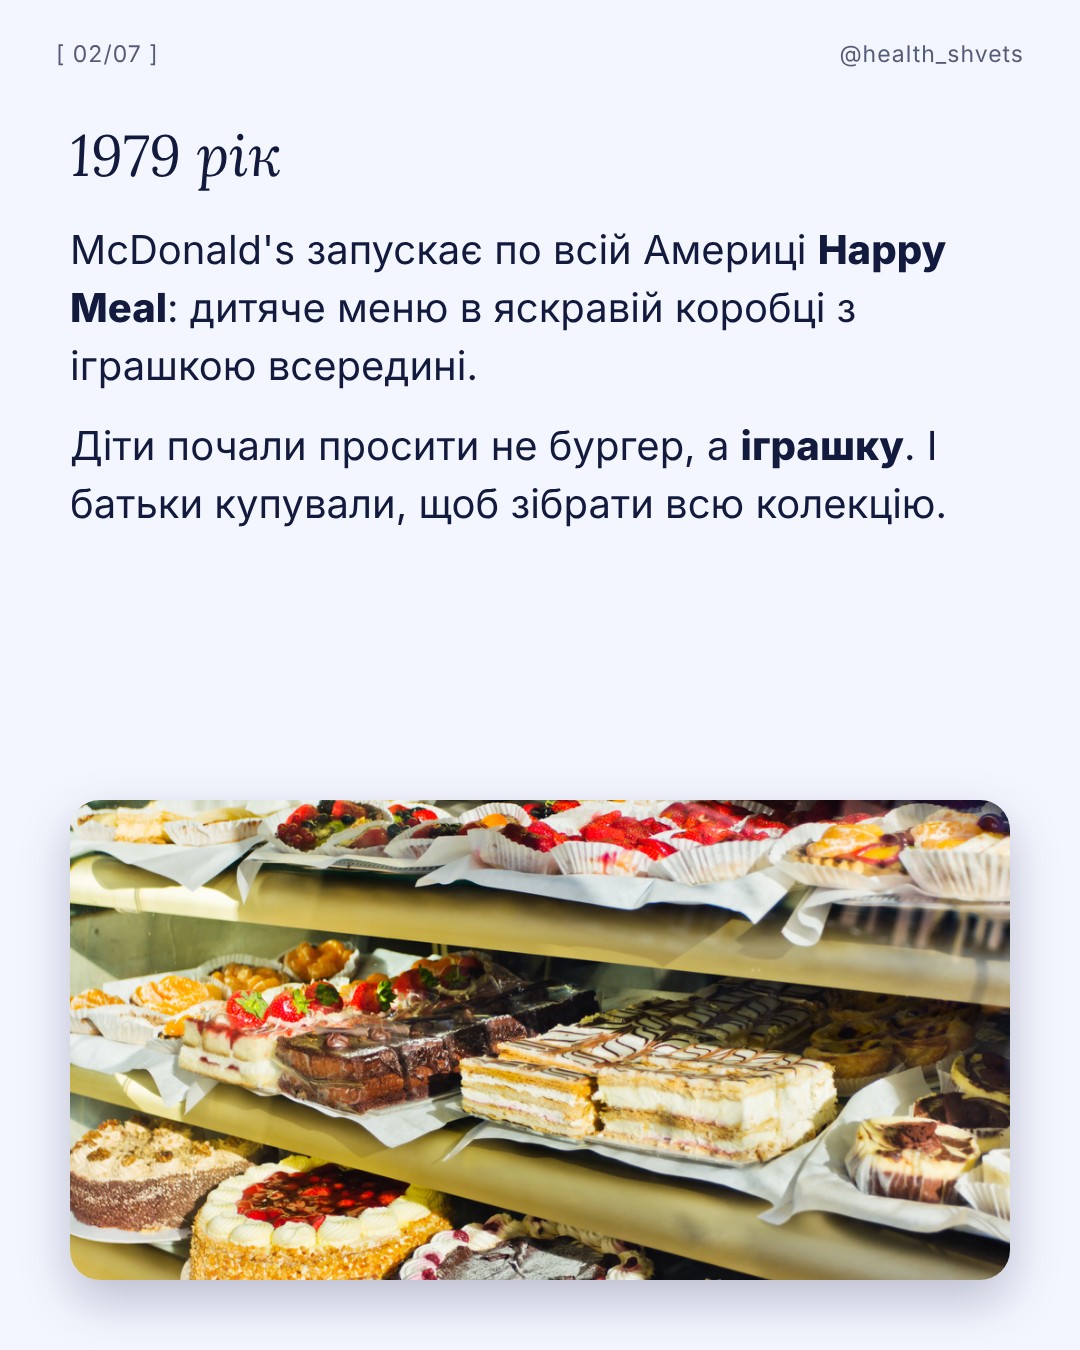 [ 02/07 ]
@health_shvets
1979 рік
McDonald's запускає по всій Америці Happy
Meal: дитяче меню в яскравій коробці з
іграшкою всередині.
Діти почали просити не бургер, а іграшку. І
батьки купували, щоб зібрати всю колекцію.